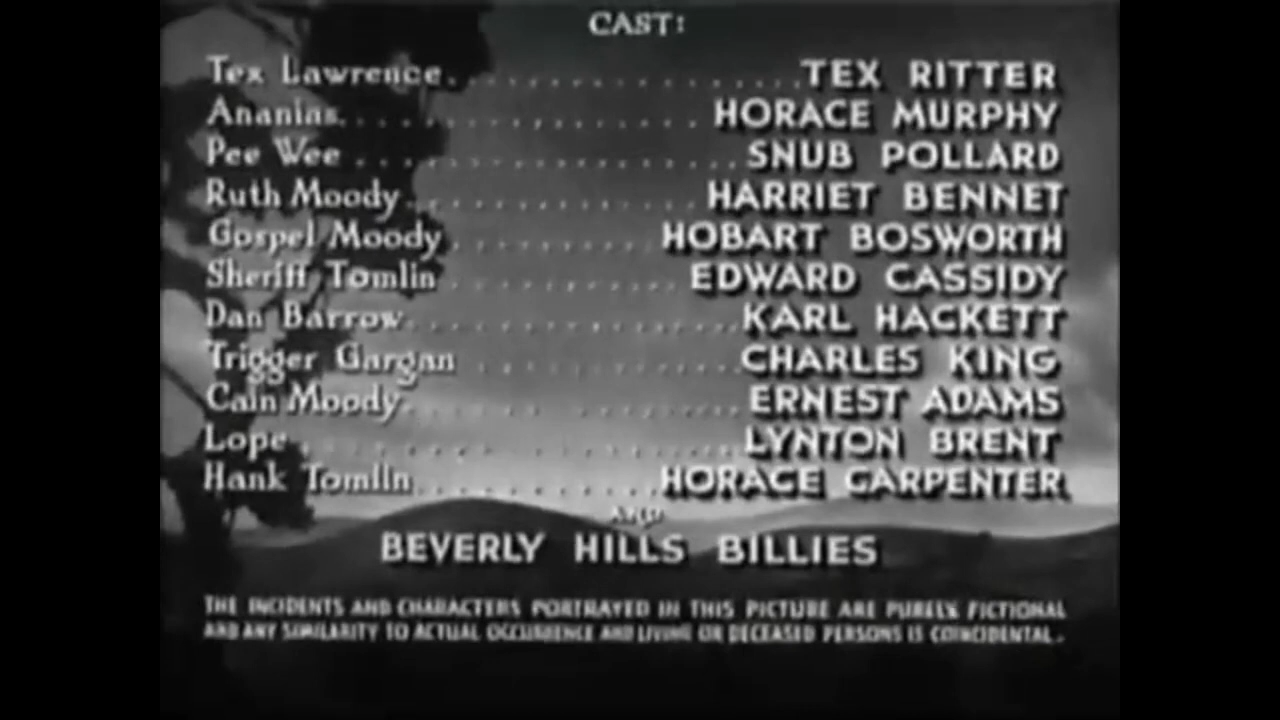 CAST:
Tex Lawrence. . . . . . . . . . . . . . . . . . TEX RITTER
Ananias. . . . . . . . . . . . . . . . . . HORACE MURPHY
Pee Wee . . . . . . . . . . . . . . . . . . SNUB POLLARD
Ruth Moody. . . . . . . . . . . . . . . HARRIET BENNET
Gospel Moody . . . . . . . . . . . HOBART BOSWORTH
Sheriff Tomlin . . . . . . . . . . . . EDWARD CASSIDY
Dan Barrow. . . . . . . . . . . . . . . . . KARL HACKETT
Trigger Gargan . . . . . . . . . . . . . . CHARLES KING
Cain Moody. . . . . . . . . . . . . . . . ERNEST ADAMS
Lope . . . . . . . . . . . . . . . . . . . . . LYNTON BRENT
Hank Tomlin. . . . . . . . . . . . HORACE CARPENTER
AND
BEVERLY HILLS BILLIES
THE INCIDENTS AND CHARACTERS PORTRAYED IN THIS PICTURE ARE PURELY FICTIONAL
AND ANY SIMILARITY TO ACTUAL OCCURRENCE AND LIVING OR DECEASED PERSONS IS COINCIDENTAL.